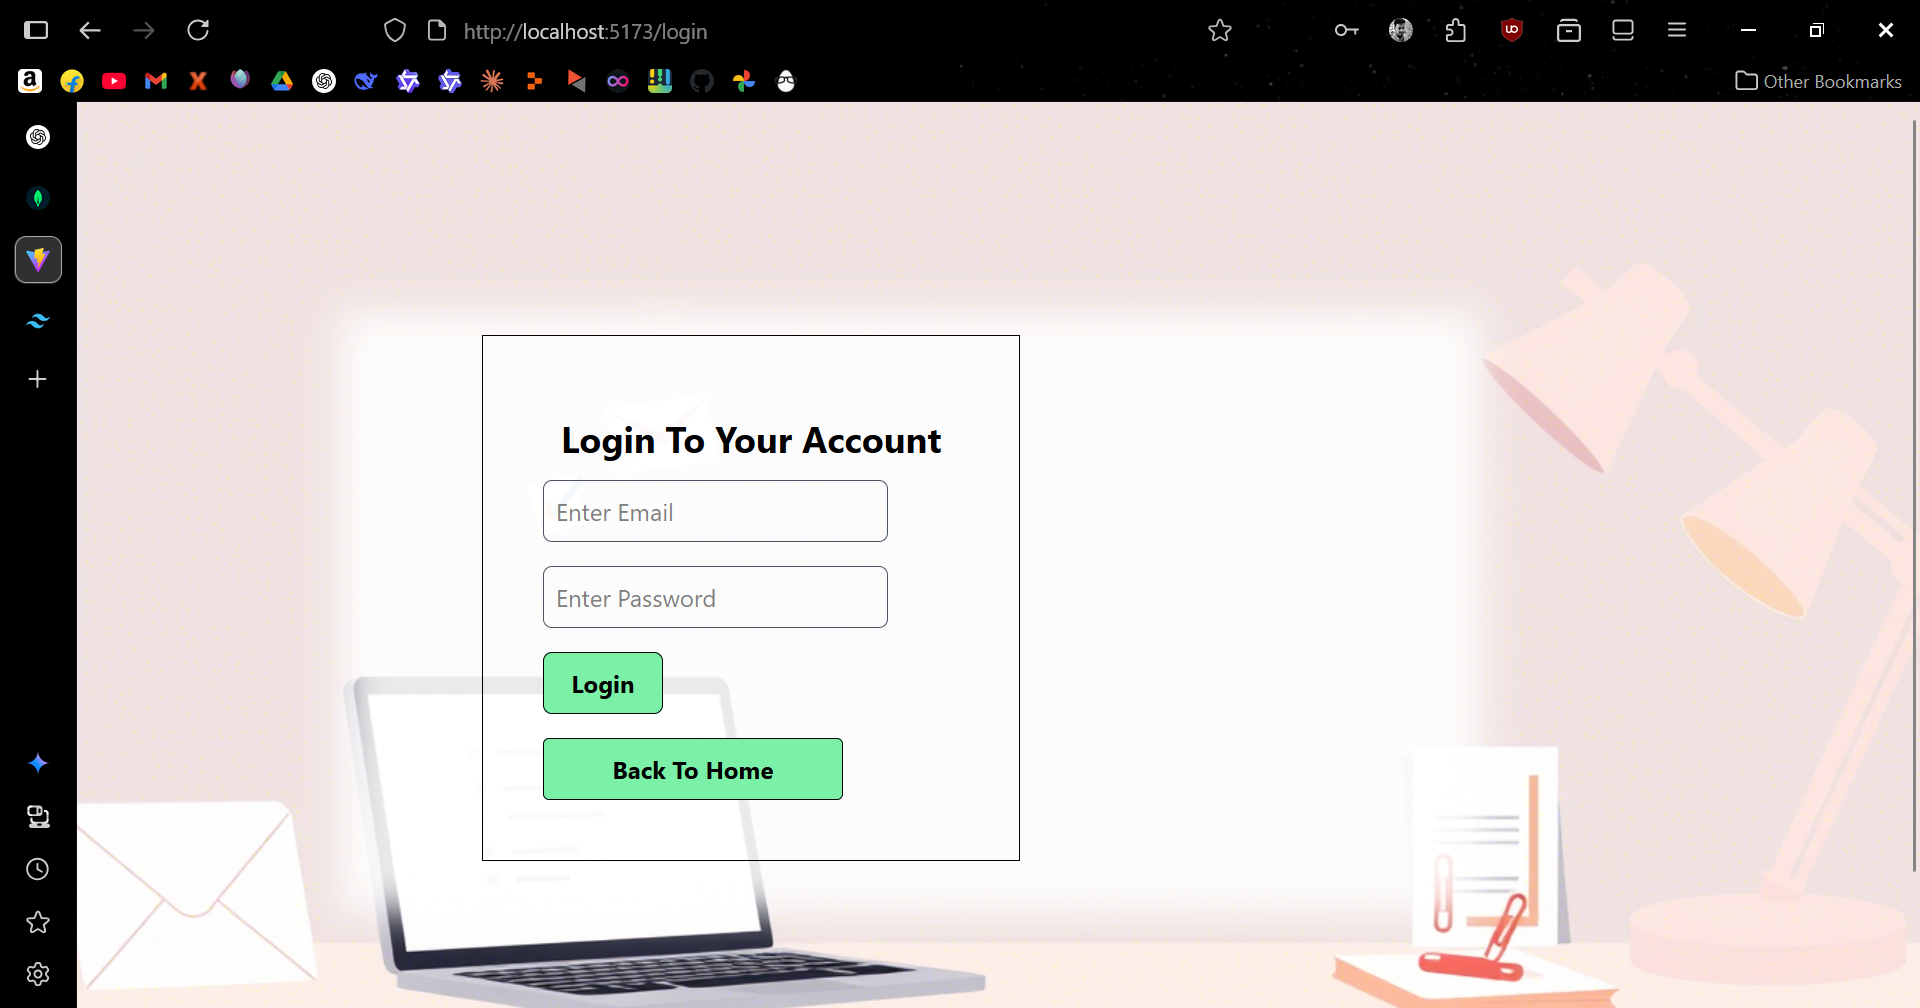 http://localhost:5173/login
Other Bookmarks
Login To Your Account
Enter Email
Enter Password
Login
Back To Home